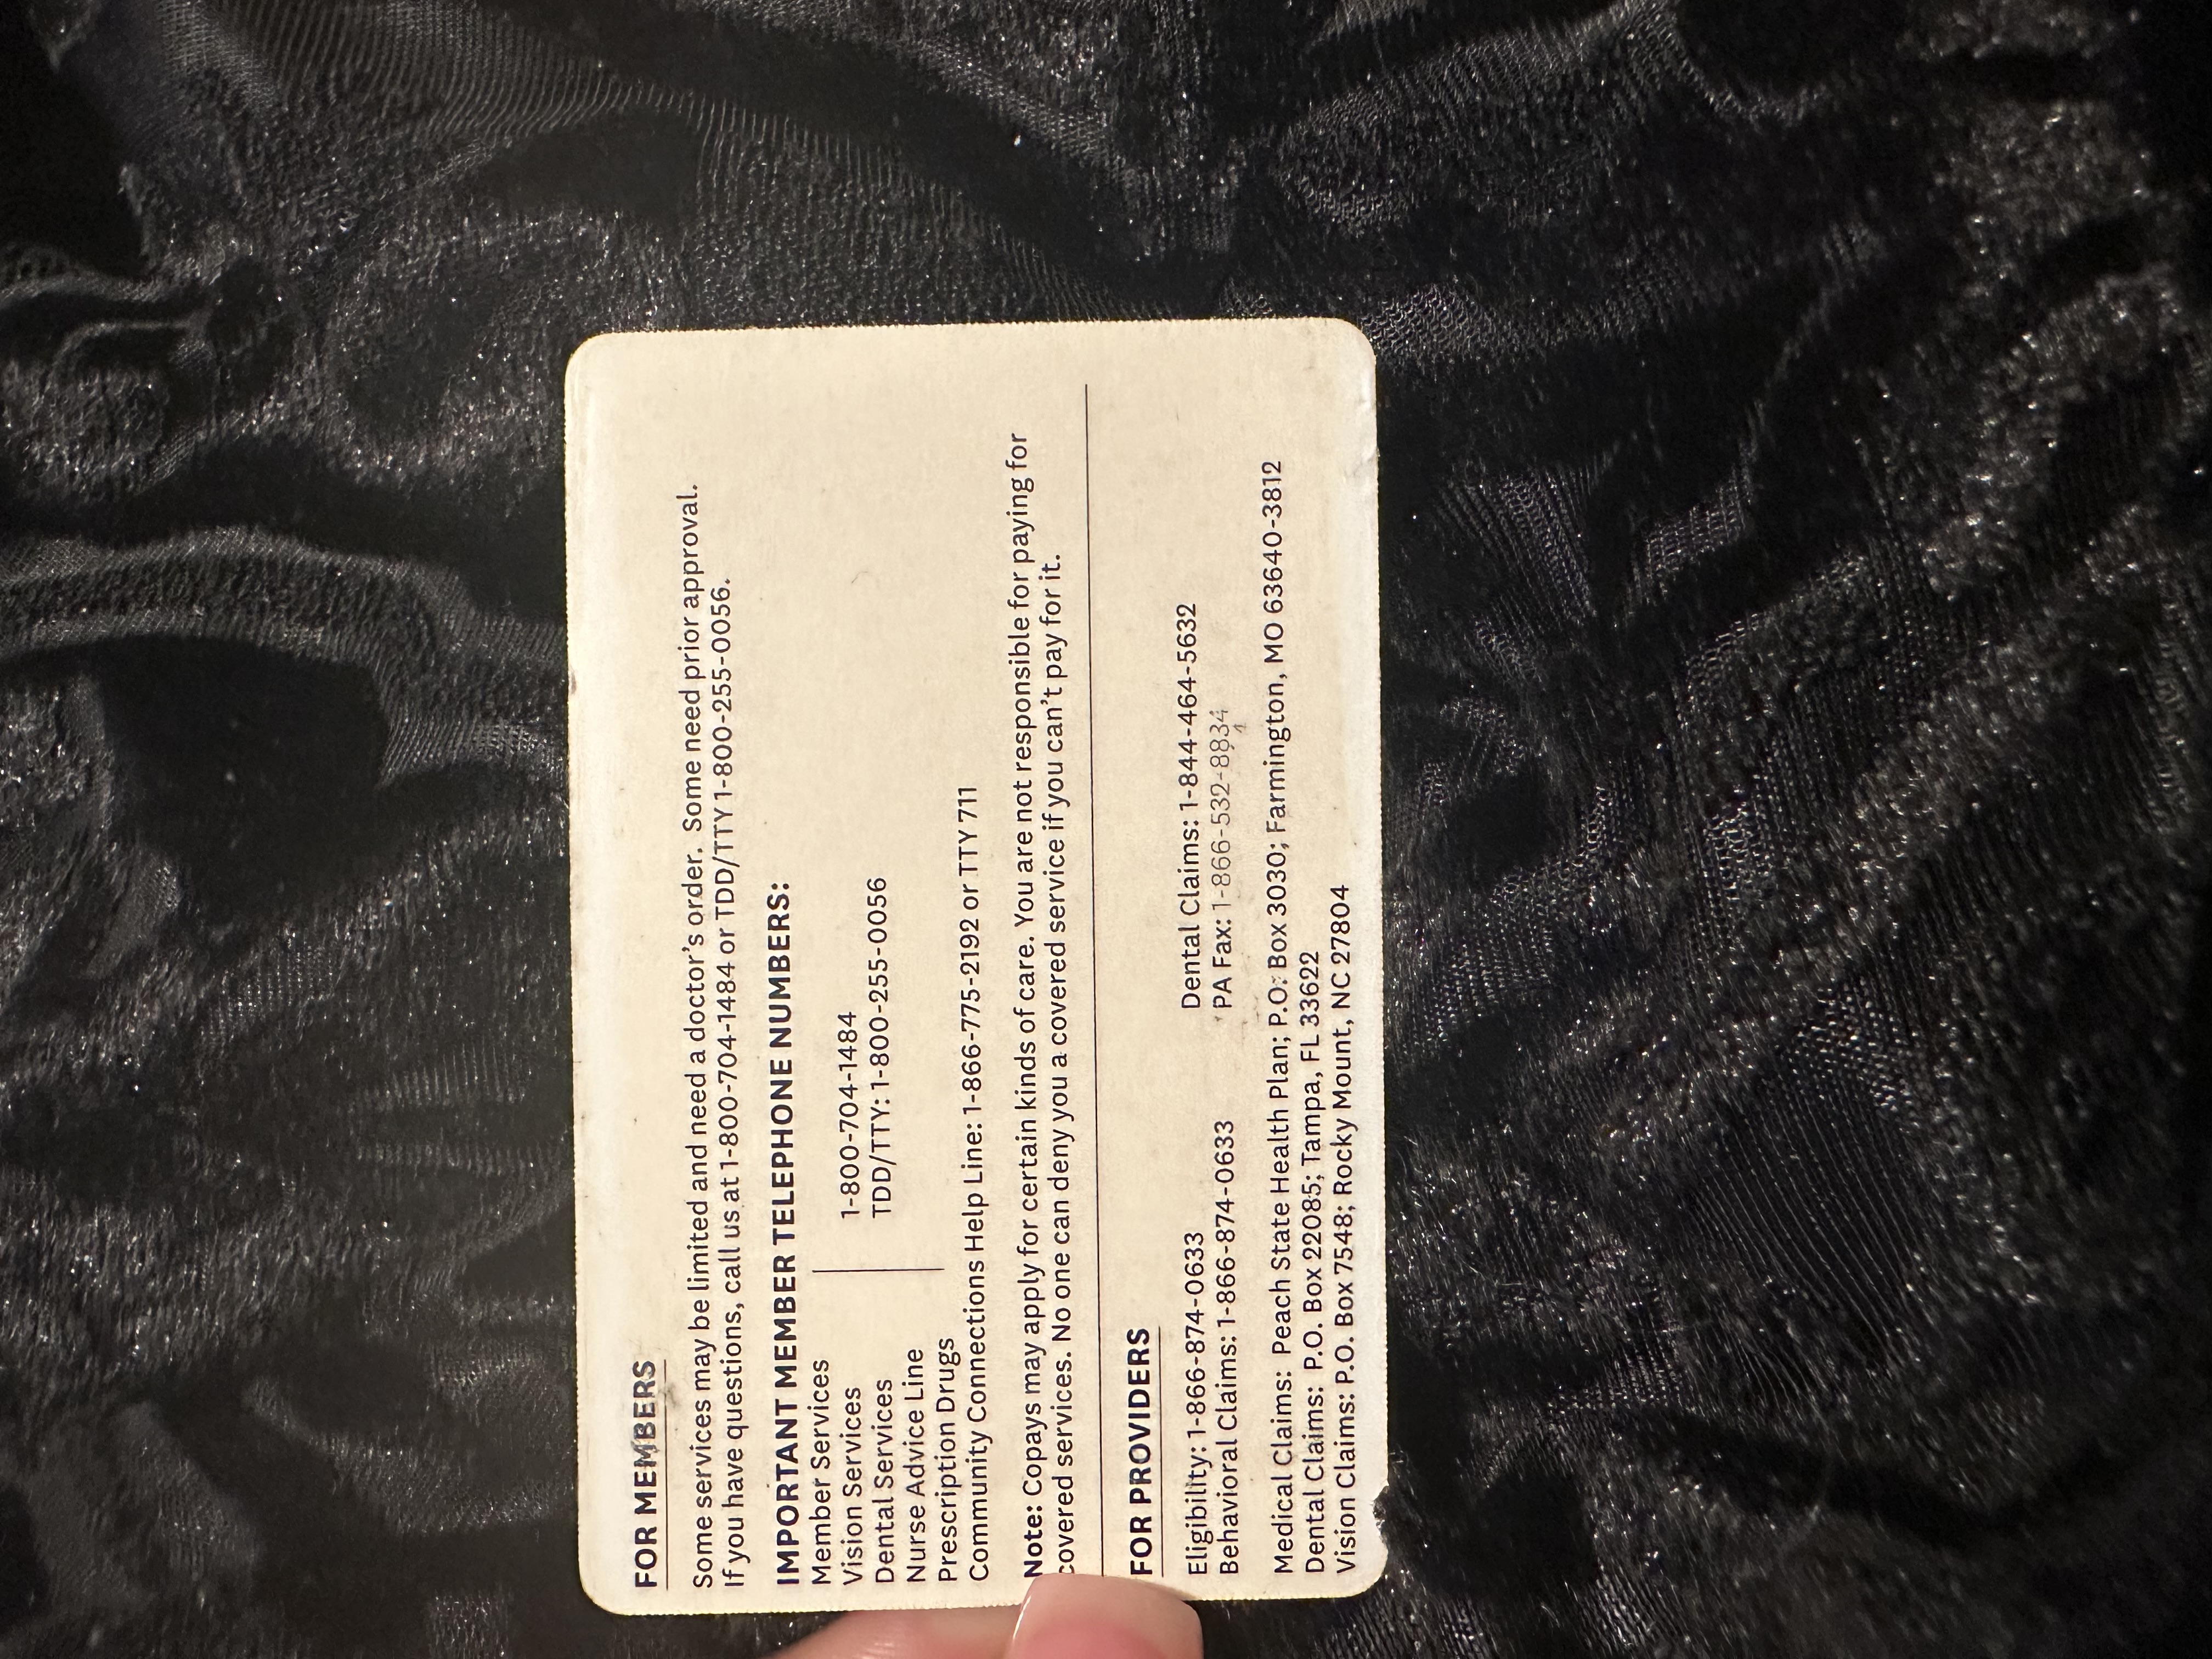 FOR MEMBERS
Some services may be limited and need a doctor's order. Some need prior approval.
If you have questions, call us at 1-800-704-1484 or TDD/TTY 1-800-255-0056.
IMPORTANT MEMBER TELEPHONE NUMBERS:
Member Services
Vision Services 1-800-704-1484
Dental Services TDD/TTY: 1-800-255-0056
Nurse Advice Line
Prescription Drugs
Community Connections Help Line: 1-866-775-2192 or TTY 711
Note: Copays may apply for certain kinds of care. You are not responsible for paying for
covered services. No one can deny you a covered service if you can't pay for it.
FOR PROVIDERS
Eligibility: 1-866-874-0633 Dental Claims: 1-844-464-5632
Behavioral Claims: 1-866-874-0633 PA Fax: 1-866-532-8834
Medical Claims: Peach State Health Plan; P.O. Box 3030; Farmington, MO 63640-3812
Dental Claims: P.O. Box 22085; Tampa, FL 33622
Vision Claims: P.O. Box 7548; Rocky Mount, NC 27804